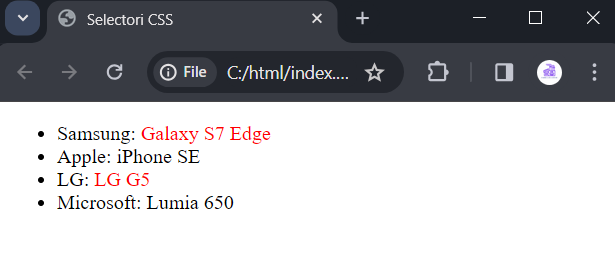 Selectori CSS
File C:/html/index....
Samsung: Galaxy S7 Edge
Apple: iPhone SE
LG: LG G5
Microsoft: Lumia 650